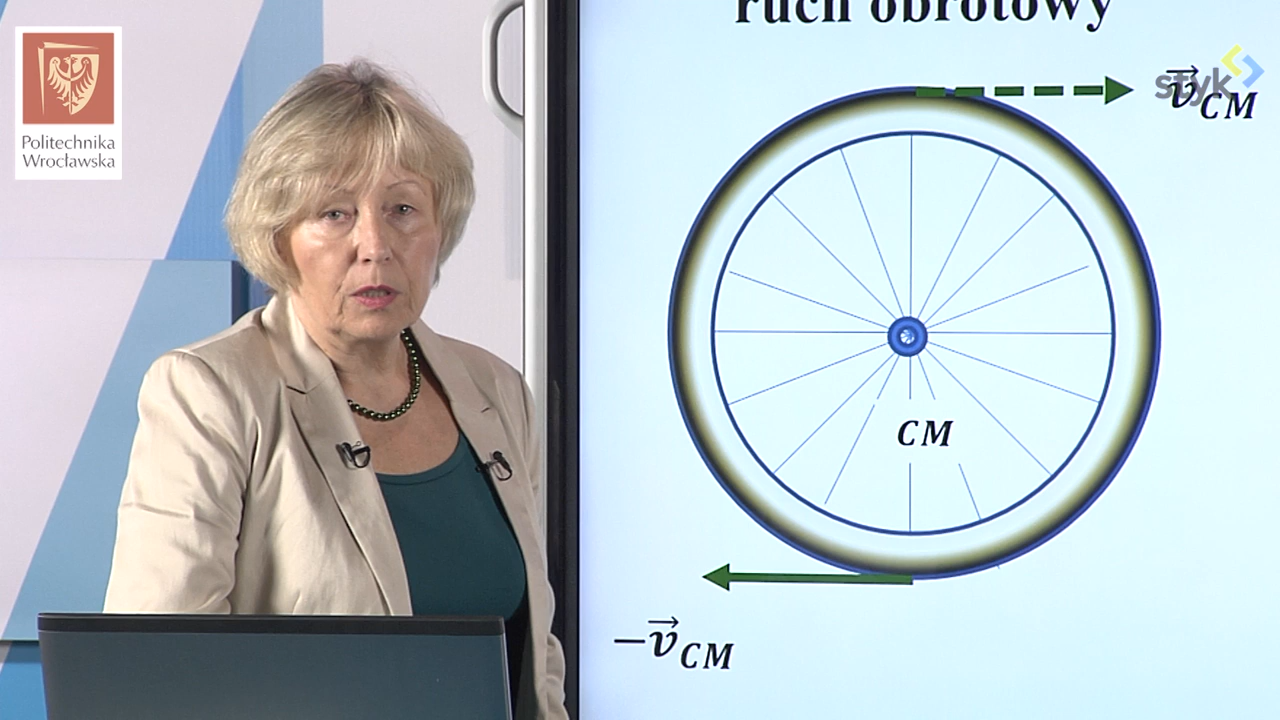 Politechnika
Wrocławska
ruch obrotowy
styk
v⃗CM
CM
−v⃗CM